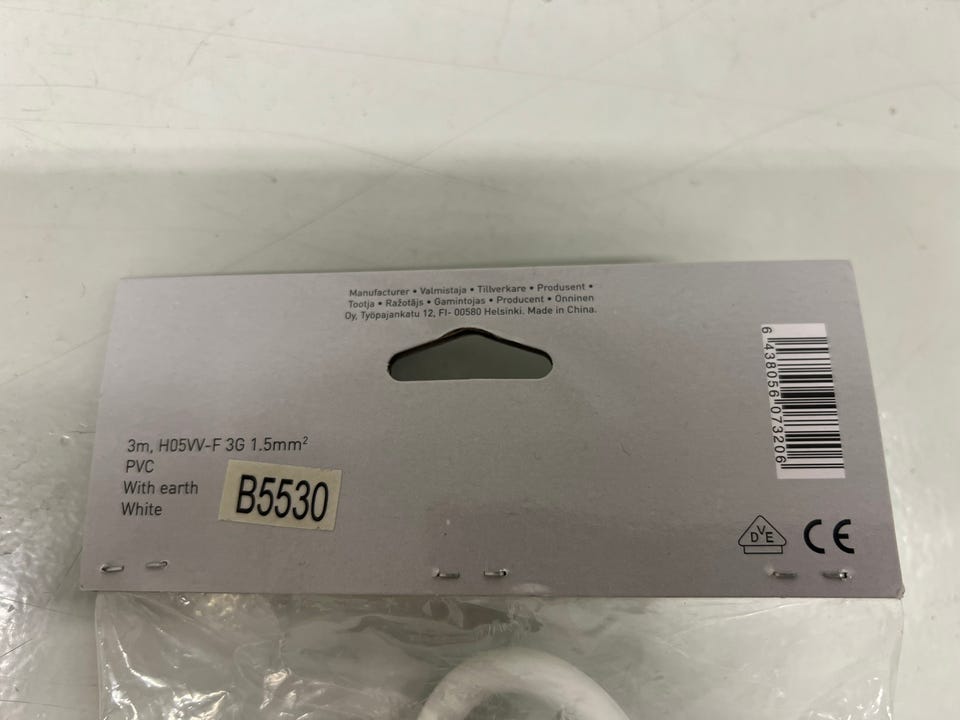 Manufacturer • Valmistaja • Tillverkare • Produsent •
Tootja • Ražotājs • Gamintojas • Producent • Onninen
Oy, Työpajankatu 12, FI- 00580 Helsinki. Made in China.
6 438056 073206
3m, H05VV-F 3G 1.5mm²
PVC
With earth
White
B5530
DVE
CE